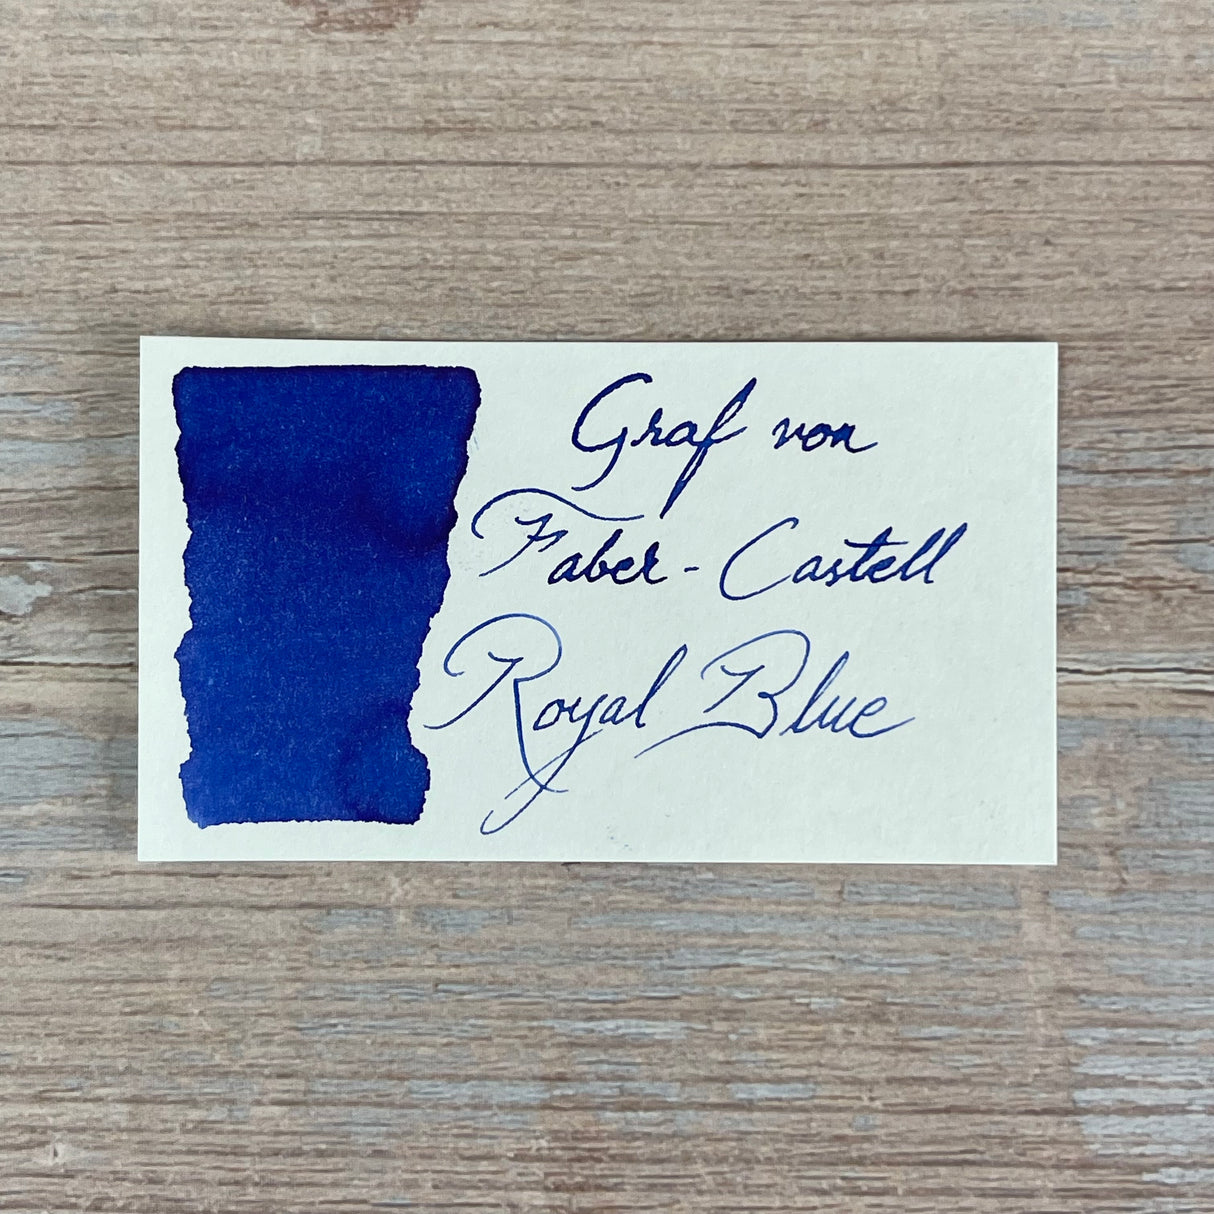 Graf von
Faber-Castell
Royal Blue